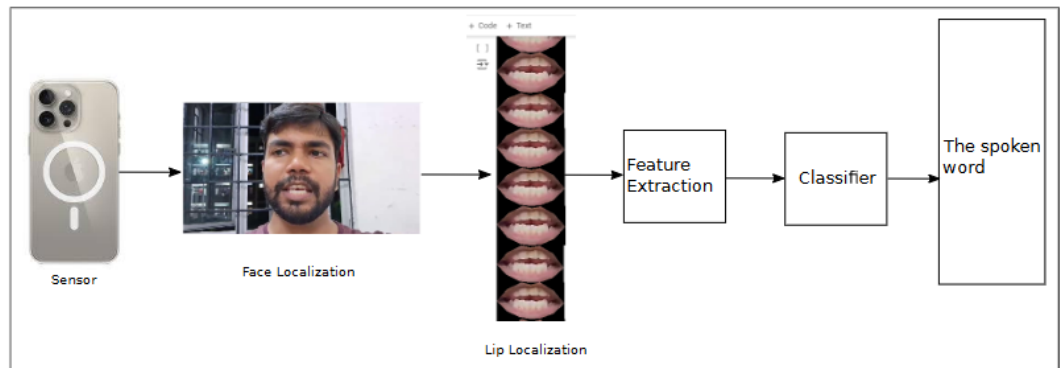 + Code + Text
[ ]
Sensor
Face Localization
Lip Localization
Feature
Extraction
Classifier
The spoken
word